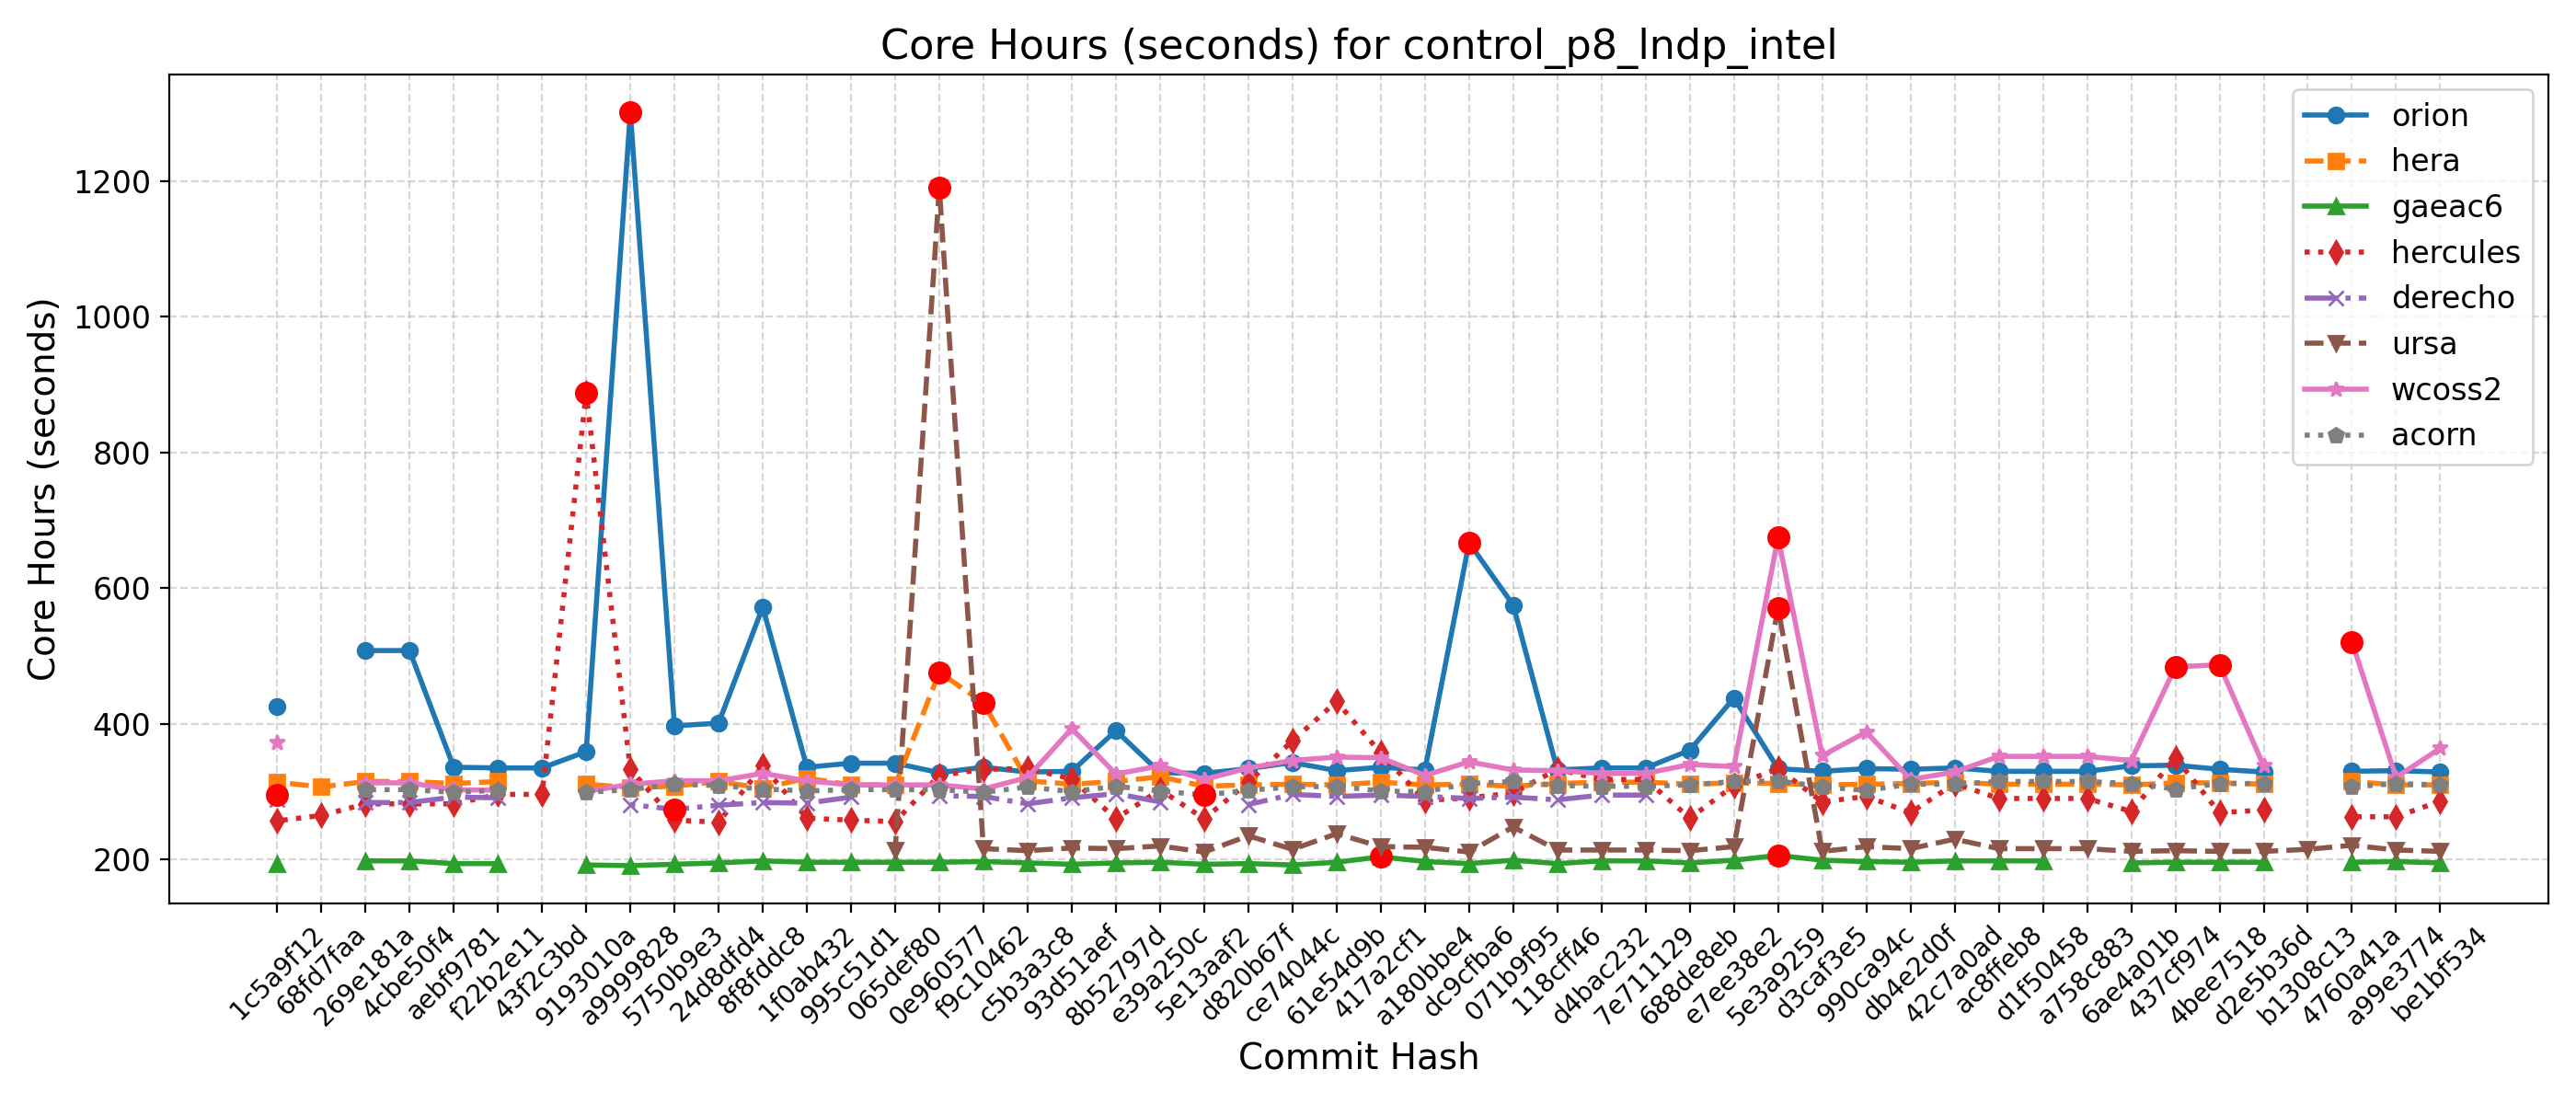 Core Hours (seconds) for control_p8_lndp_intel
Core Hours (seconds)
1200
1000
800
600
400
200
orion
hera
gaeac6
hercules
derecho
ursa
wcoss2
acorn
1c5a9f12
68fd7faa
269e181a
4cbe50f4
aebf9781
f22b2e11
43f2c3bd
9193010a
a9999828
5750b9e3
24d8dfd4
8f8fddc8
1f0ab432
995c51d1
065def80
0e960577
f9c10462
c5b3a3c8
93d51aef
8b52797d
e39a250c
5e13aaf2
d820b67f
ce74044c
61e54d9b
417a2cf1
a180bbe4
dc9cfba6
071b9f95
118cff46
d4bac232
7e711129
688de8eb
e7ee38e2
5e3a9259
d3caf3e5
990ca94c
db4e2d0f
42c7a0ad
ac8ffeb8
d1f50458
a758c883
6ae4a01b
437cf974
4bee7518
d2e5b36d
b1308c13
4760a41a
a99e3774
be1bf534
Commit Hash